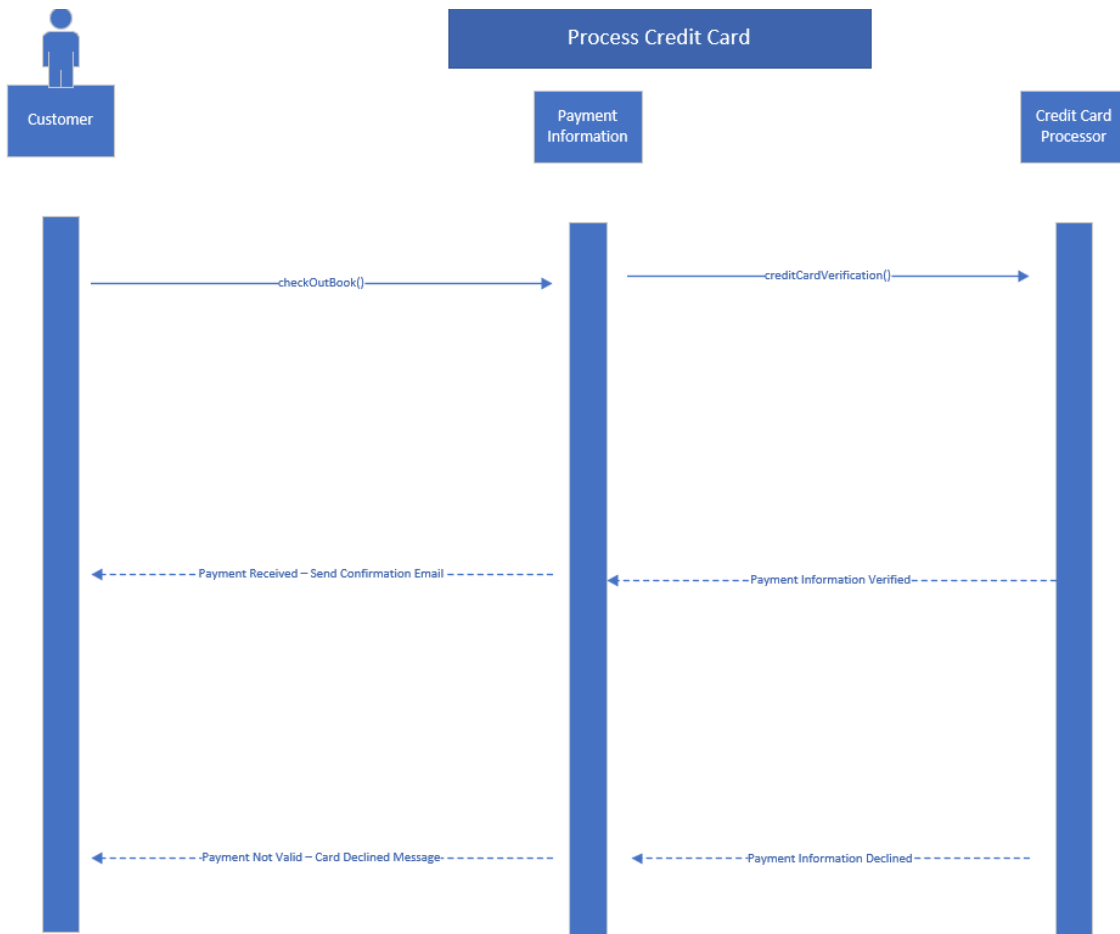 Process Credit Card
Customer
Payment
Information
Credit Card
Processor
checkOutBook()
creditCardVerification()
Payment Received – Send Confirmation Email
Payment Information Verified
Payment Not Valid – Card Declined Message
Payment Information Declined